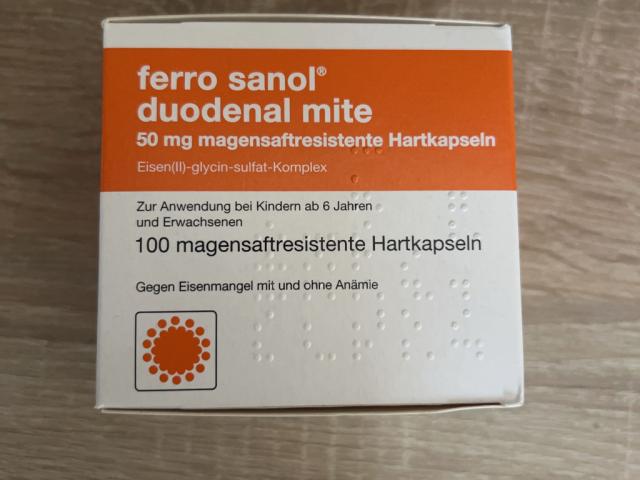 ferro sanol®
duodenal mite
50 mg magensaftresistente Hartkapseln
Eisen(II)-glycin-sulfat-Komplex
Zur Anwendung bei Kindern ab 6 Jahren
und Erwachsenen
100 magensaftresistente Hartkapseln
Gegen Eisenmangel mit und ohne Anämie